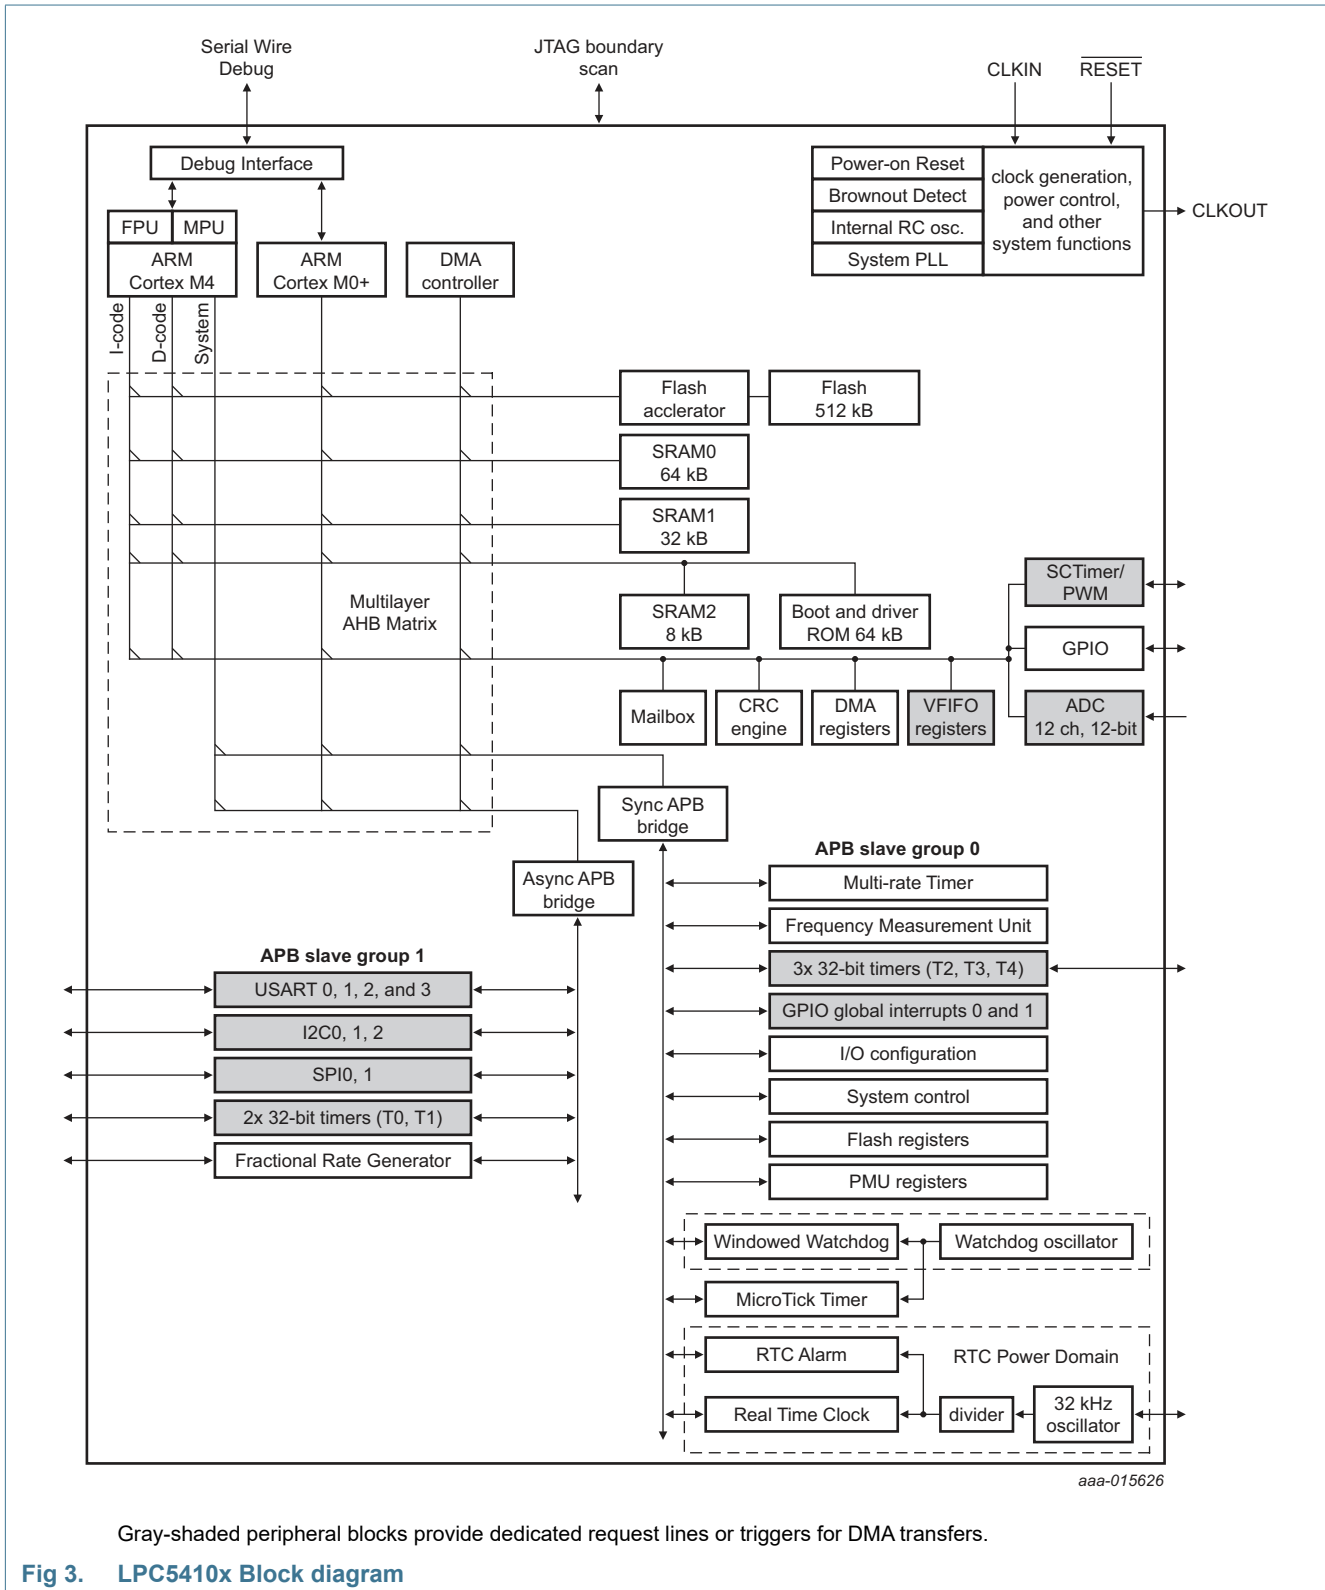 Serial Wire
Debug
JTAG boundary
scan
CLKIN
RESET
Debug Interface
Power-on Reset
Brownout Detect
Internal RC osc.
System PLL
clock generation,
power control,
and other
system functions
CLKOUT
FPU
MPU
ARM
Cortex M4
ARM
Cortex M0+
DMA
controller
I-code
D-code
System
Flash
acclerator
Flash
512 kB
SRAM0
64 kB
SRAM1
32 kB
Multilayer
AHB Matrix
SRAM2
8 kB
Boot and driver
ROM 64 kB
SCTimer/
PWM
GPIO
ADC
12 ch, 12-bit
Mailbox
CRC
engine
DMA
registers
VFIFO
registers
Sync APB
bridge
Async APB
bridge
APB slave group 0
Multi-rate Timer
Frequency Measurement Unit
3x 32-bit timers (T2, T3, T4)
GPIO global interrupts 0 and 1
I/O configuration
System control
Flash registers
PMU registers
APB slave group 1
USART 0, 1, 2, and 3
I2C0, 1, 2
SPI0, 1
2x 32-bit timers (T0, T1)
Fractional Rate Generator
Windowed Watchdog
Watchdog oscillator
MicroTick Timer
RTC Alarm
RTC Power Domain
Real Time Clock
divider
32 kHz
oscillator
aaa-015626
Gray-shaded peripheral blocks provide dedicated request lines or triggers for DMA transfers.
Fig 3. LPC5410x Block diagram